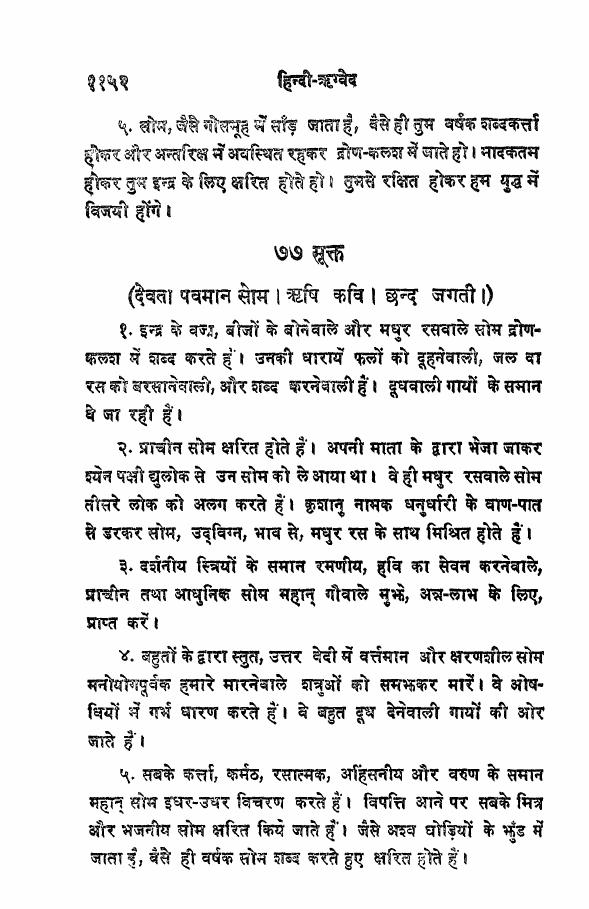 ११५२ हिन्दी-ऋग्वेद
५. सोम, जैसे गोसमूह में साँड़ जाता है, वैसे ही तुम वर्षक शब्दकर्त्ता
होकर और अन्तरिक्ष में अवस्थित रहकर द्रोण-कलश में जाते हो। मादकतम
होकर तुम इन्द्र के लिए क्षरित होते हो। तुमसे रक्षित होकर हम युद्ध में
विजयी होंगे।
७७ सूक्त
(देवता पवमान सोम। ऋषि कवि। छन्द जगती।)
१. इन्द्र के वज्र, बीजों के बोनेवाले और मधुर रसवाले सोम द्रोण-
कलश में शब्द करते हैं। उनकी धारायें फलों को दूहनेवाली, जल वा
रस को बरसानेवाली, और शब्द करनेवाली हैं। दूधवाली गायों के समान
वे जा रही हैं।
२. प्राचीन सोम क्षरित होते हैं। अपनी माता के द्वारा भेजा जाकर
श्येन पक्षी द्युलोक से उन सोम को ले आया था। वे ही मधुर रसवाले सोम
तीसरे लोक को अलग करते हैं। कृशानु नामक धनुर्धारी के वाण-पात
से डरकर सोम, उद्विग्न, भाव से, मधुर रस के साथ मिश्रित होते हैं।
३. दर्शनीय स्त्रियों के समान रमणीय, हवि का सेवन करनेवाले,
प्राचीन तथा आधुनिक सोम महान् गौवाले मुझे, अन्न-लाभ के लिए,
प्राप्त करें।
४. बहुतों के द्वारा स्तुत, उत्तर वेदी में वर्त्तमान और क्षरणशील सोम
मनोयोगपूर्वक हमारे मारनेवाले शत्रुओं को समझकर मारें। वे ओष-
धियों में गर्भ धारण करते हैं। वे बहुत दूध देनेवाली गायों की ओर
जाते हैं।
५. सबके कर्त्ता, कर्मठ, रसात्मक, अहिंसनीय और वरुण के समान
महान् सोम इधर-उधर विचरण करते हैं। विपत्ति आने पर सबके मित्र
और भजनीय सोम क्षरित किये जाते हैं। जैसे अश्व घोड़ियों के झुँड में
जाता है, वैसे ही वर्षक सोम शब्द करते हुए क्षरित होते हैं।